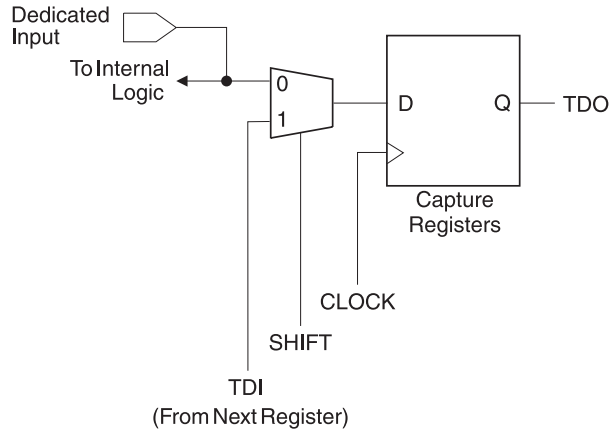 Dedicated
Input
To Internal
Logic
0
1
D
Q
TDO
Capture
Registers
CLOCK
SHIFT
TDI
(From Next Register)